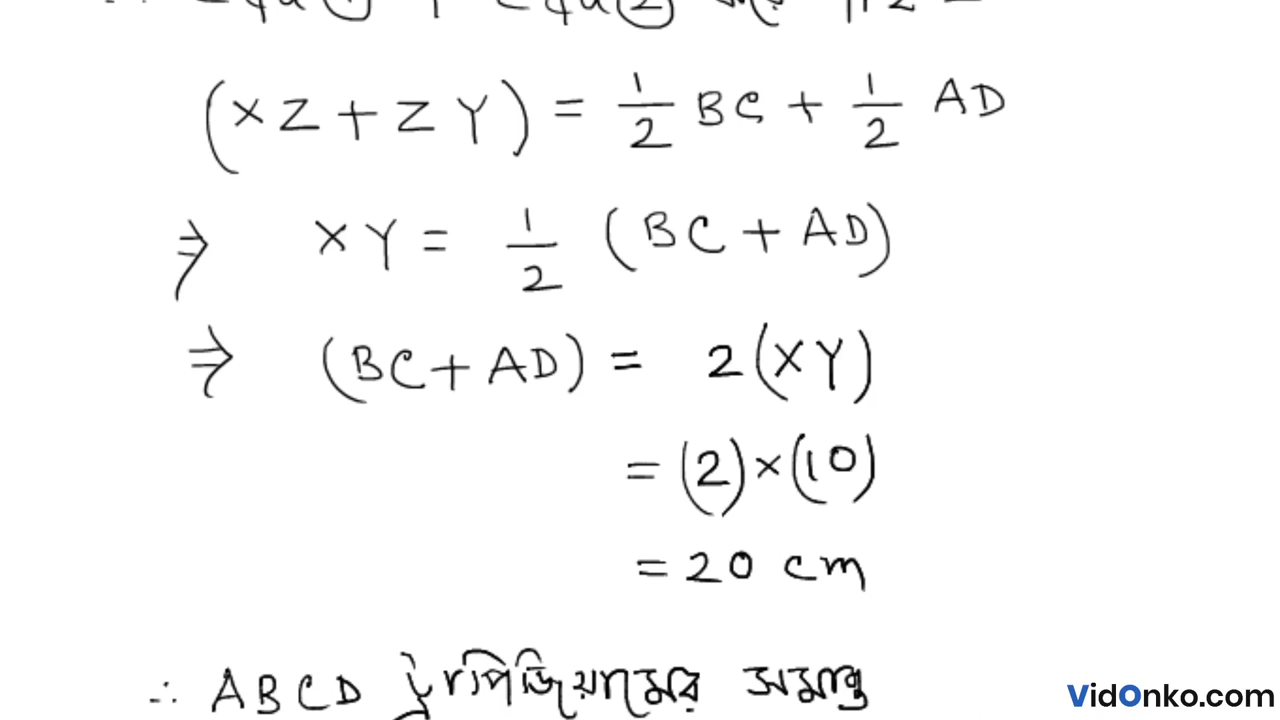 (XZ + ZY) = 1/2 BC + 1/2 AD
⇒ XY = 1/2 (BC + AD)
⇒ (BC + AD) = 2(XY)
= (2) × (10)
= 20 cm
∴ ABCD ট্রাপিজিয়ামের
VidOnko.com